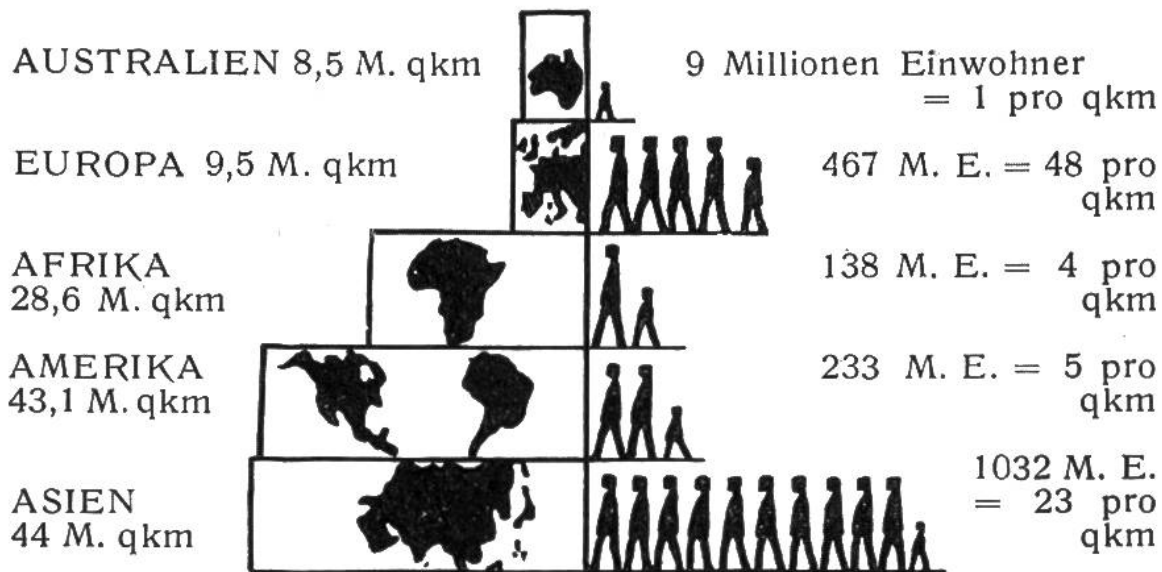 AUSTRALIEN 8,5 M. qkm
9 Millionen Einwohner
= 1 pro qkm
EUROPA 9,5 M. qkm
467 M. E. = 48 pro
qkm
AFRIKA
28,6 M. qkm
138 M. E. = 4 pro
qkm
AMERIKA
43,1 M. qkm
233 M. E. = 5 pro
qkm
ASIEN
44 M. qkm
1032 M. E.
= 23 pro
qkm